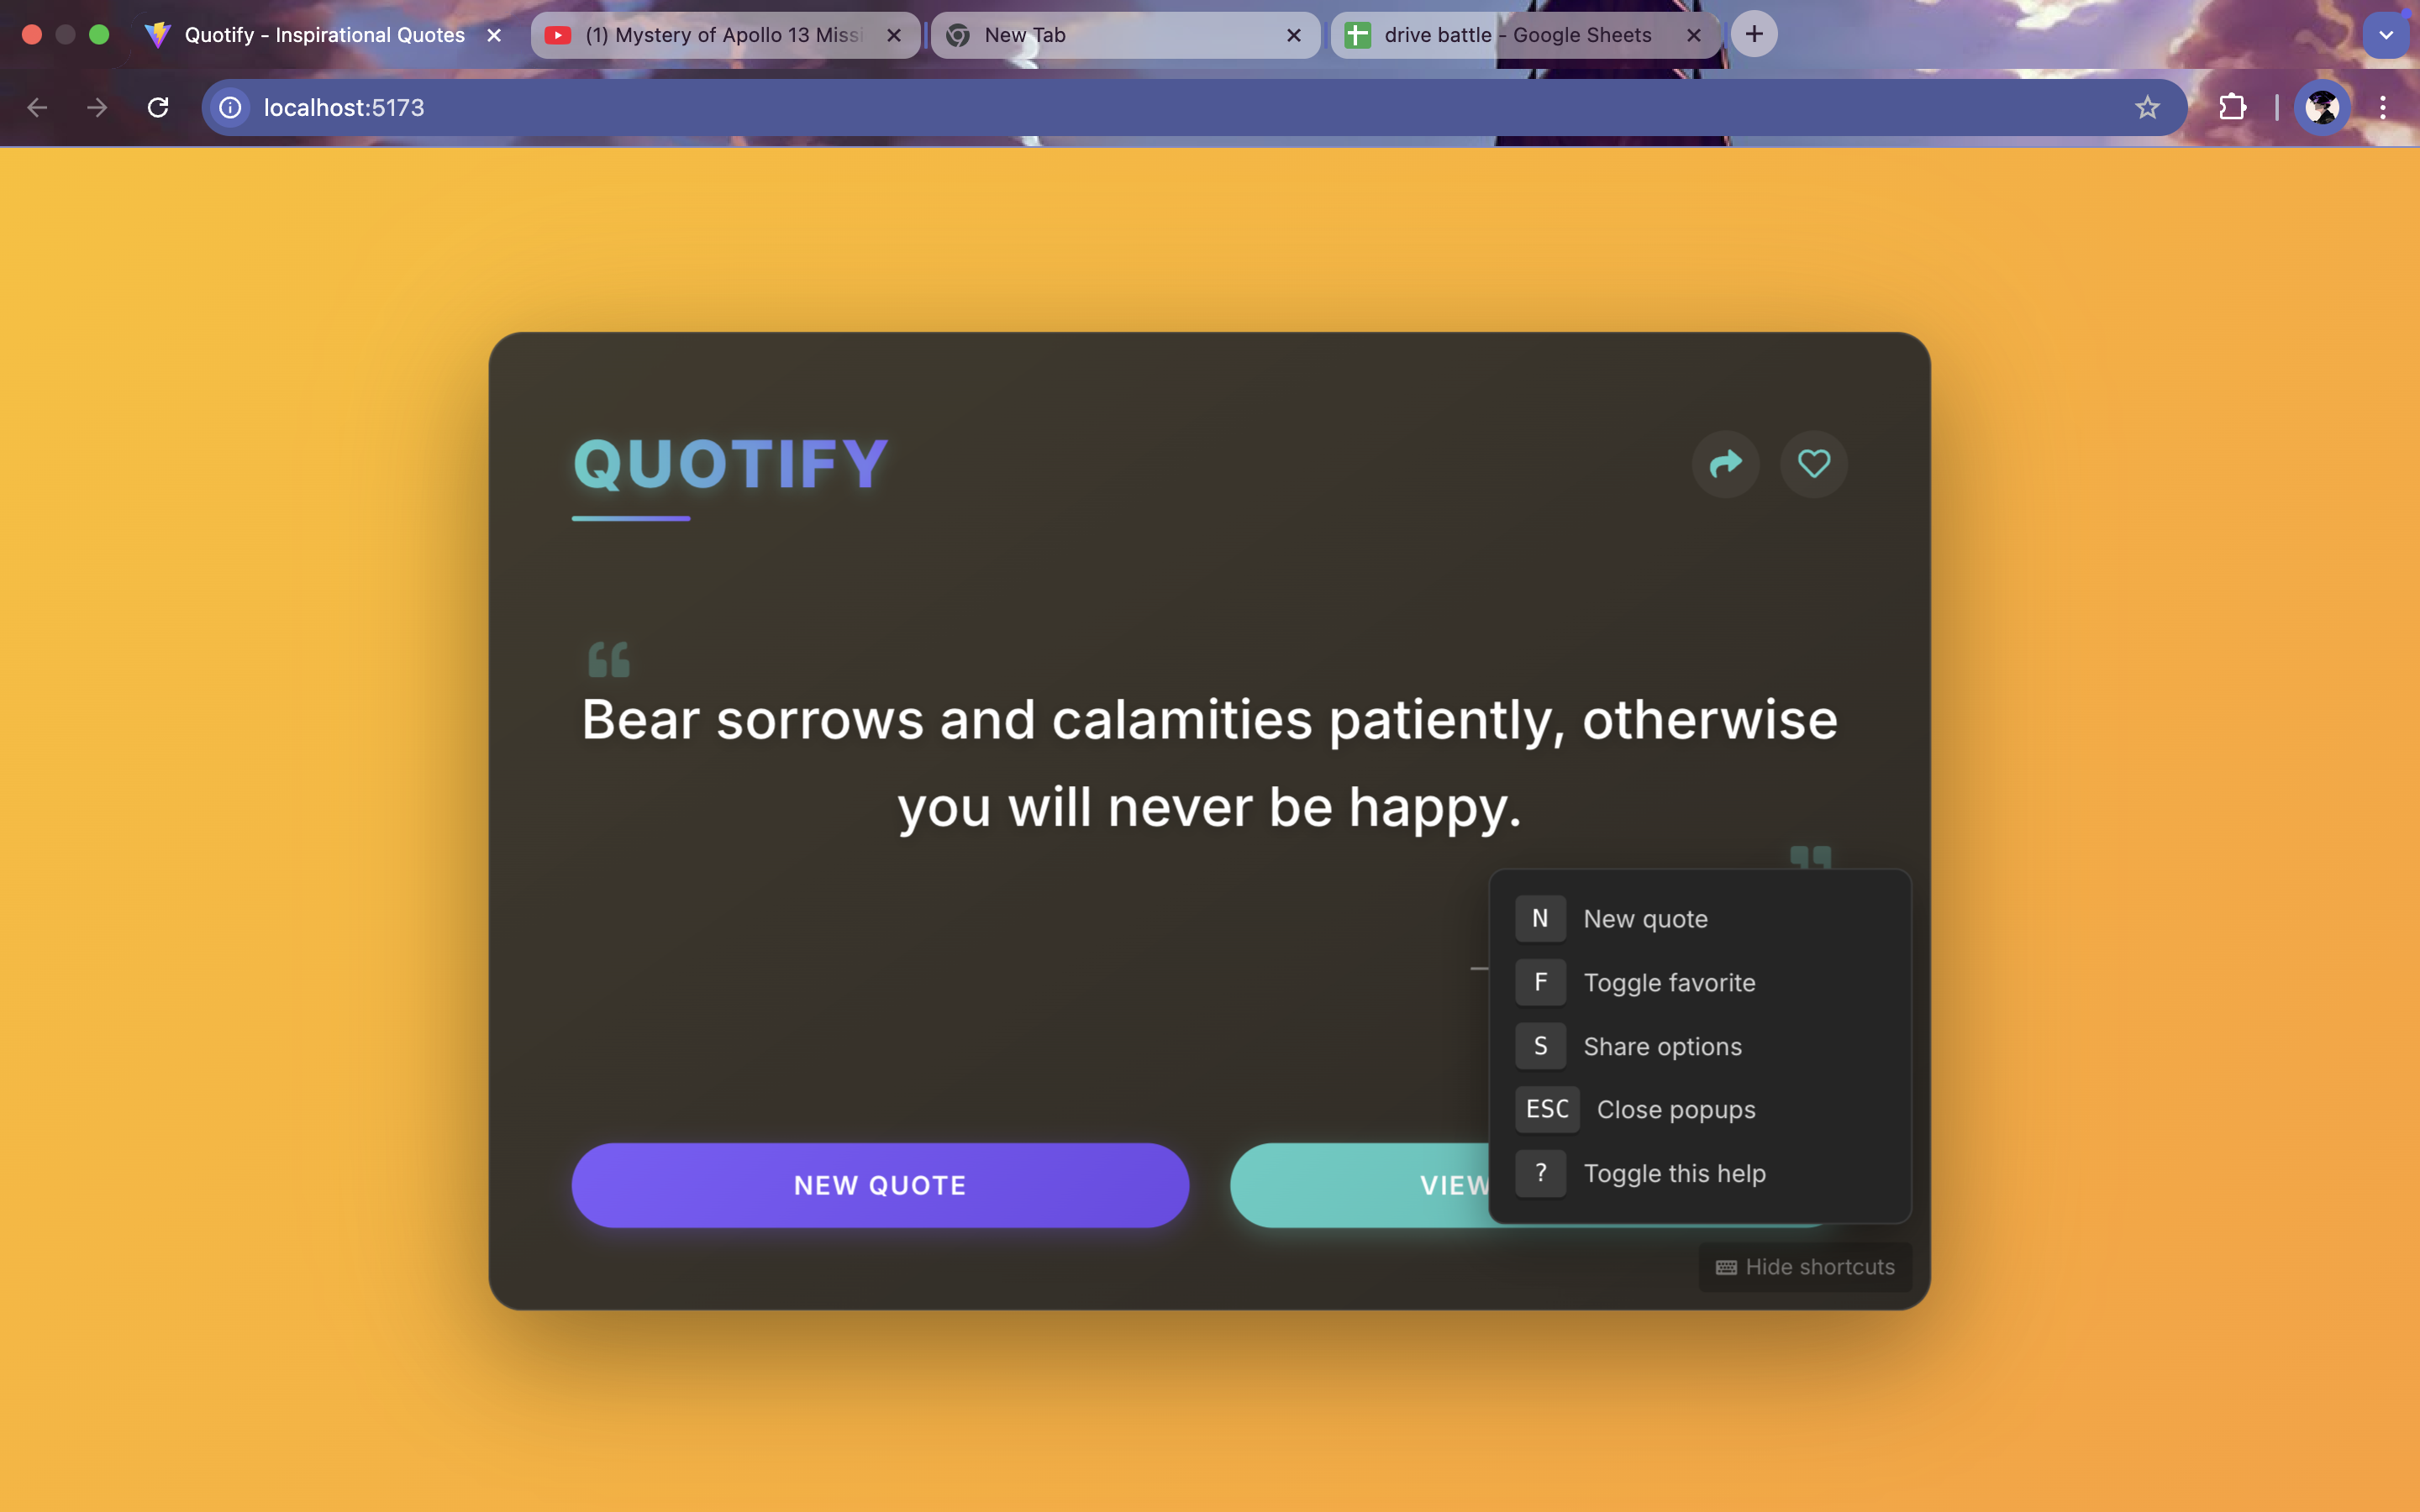 Quotify - Inspirational Quotes
(1) Mystery of Apollo 13 Missi
New Tab
drive battle - Google Sheets
localhost:5173
QUOTIFY
“
Bear sorrows and calamities patiently, otherwise
you will never be happy.
”
—
N New quote
F Toggle favorite
S Share options
ESC Close popups
? Toggle this help
NEW QUOTE
VIEW
Hide shortcuts